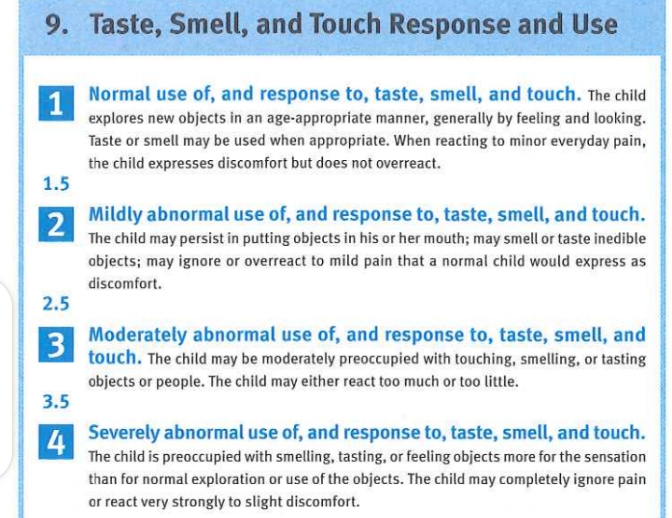 9. Taste, Smell, and Touch Response and Use
1 Normal use of, and response to, taste, smell, and touch. The child
explores new objects in an age-appropriate manner, generally by feeling and looking.
Taste or smell may be used when appropriate. When reacting to minor everyday pain,
the child expresses discomfort but does not overreact.
1.5
2 Mildly abnormal use of, and response to, taste, smell, and touch.
The child may persist in putting objects in his or her mouth; may smell or taste inedible
objects; may ignore or overreact to mild pain that a normal child would express as
discomfort.
2.5
3 Moderately abnormal use of, and response to, taste, smell, and
touch. The child may be moderately preoccupied with touching, smelling, or tasting
objects or people. The child may either react too much or too little.
3.5
4 Severely abnormal use of, and response to, taste, smell, and touch.
The child is preoccupied with smelling, tasting, or feeling objects more for the sensation
than for normal exploration or use of the objects. The child may completely ignore pain
or react very strongly to slight discomfort.